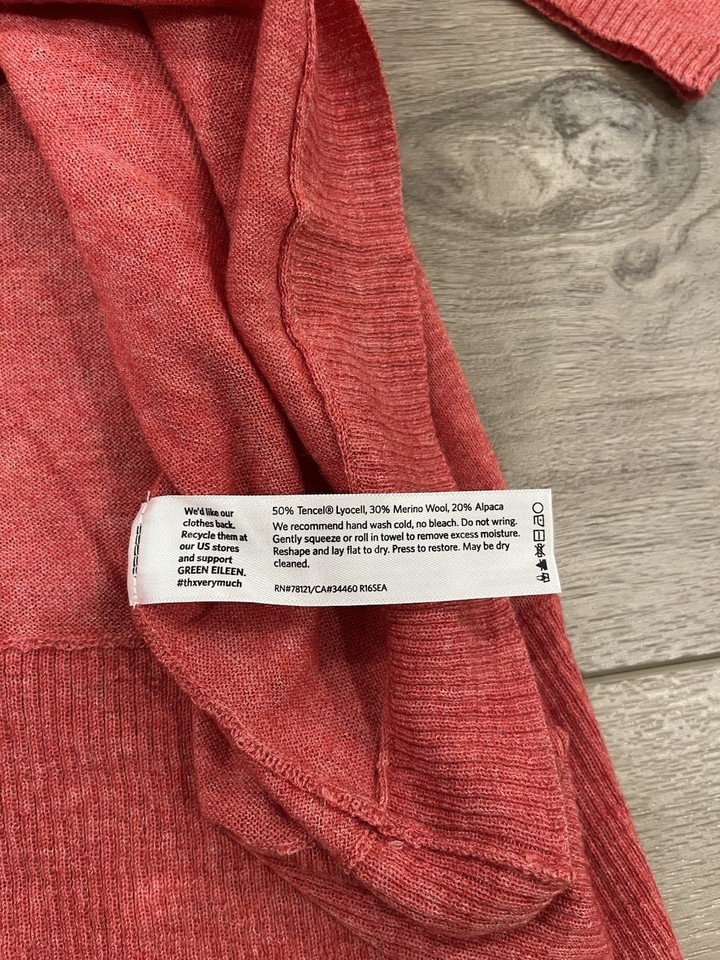 We'd like our
clothes back.
Recycle them at
our US stores
and support
GREEN EILEEN.
#thxverymuch
50% Tencel® Lyocell, 30% Merino Wool, 20% Alpaca
We recommend hand wash cold, no bleach. Do not wring.
Gently squeeze or roll in towel to remove excess moisture.
Reshape and lay flat to dry. Press to restore. May be dry
cleaned.
RN#78121/CA#34460 R16SEA